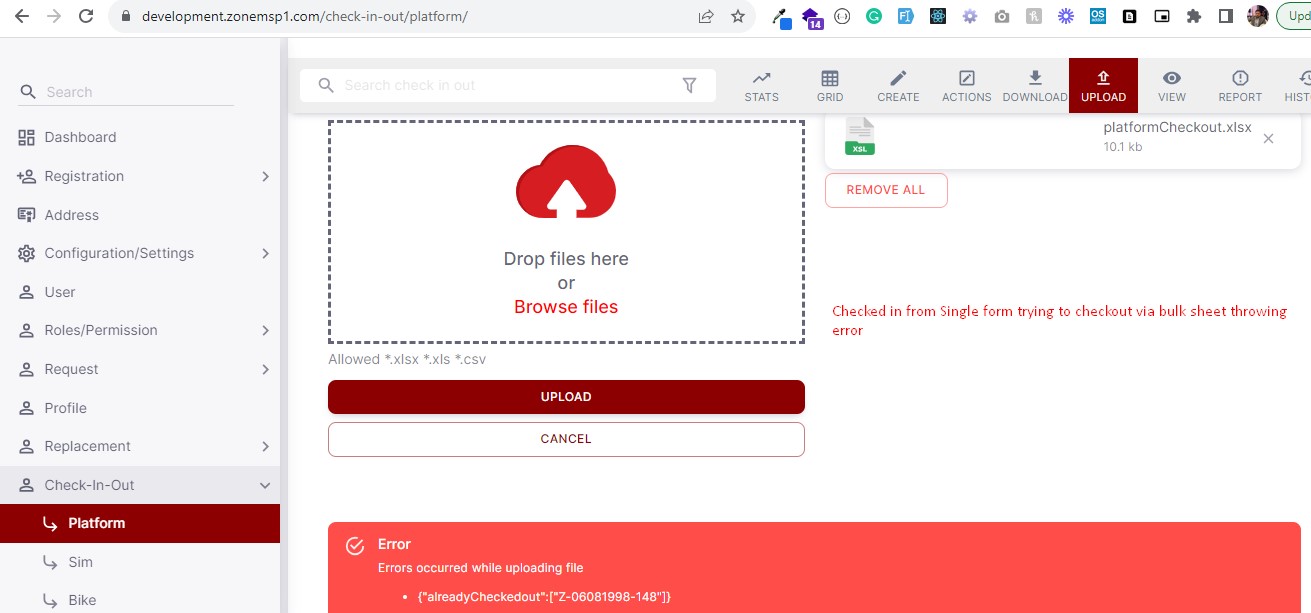 development.zonemsp1.com/check-in-out/platform/
14
Upd
Search
Dashboard
Registration
Address
Configuration/Settings
User
Roles/Permission
Request
Profile
Replacement
Check-In-Out
Platform
Sim
Bike
Search check in out
STATS
GRID
CREATE
ACTIONS
DOWNLOAD
UPLOAD
VIEW
REPORT
HIST
Drop files here
or
Browse files
Allowed *.xlsx *.xls *.csv
UPLOAD
CANCEL
XSL
platformCheckout.xlsx
10.1 kb
REMOVE ALL
Checked in from Single form trying to checkout via bulk sheet throwing
error
Error
Errors occurred while uploading file
• {"alreadyCheckedout":["Z-06081998-148"]}